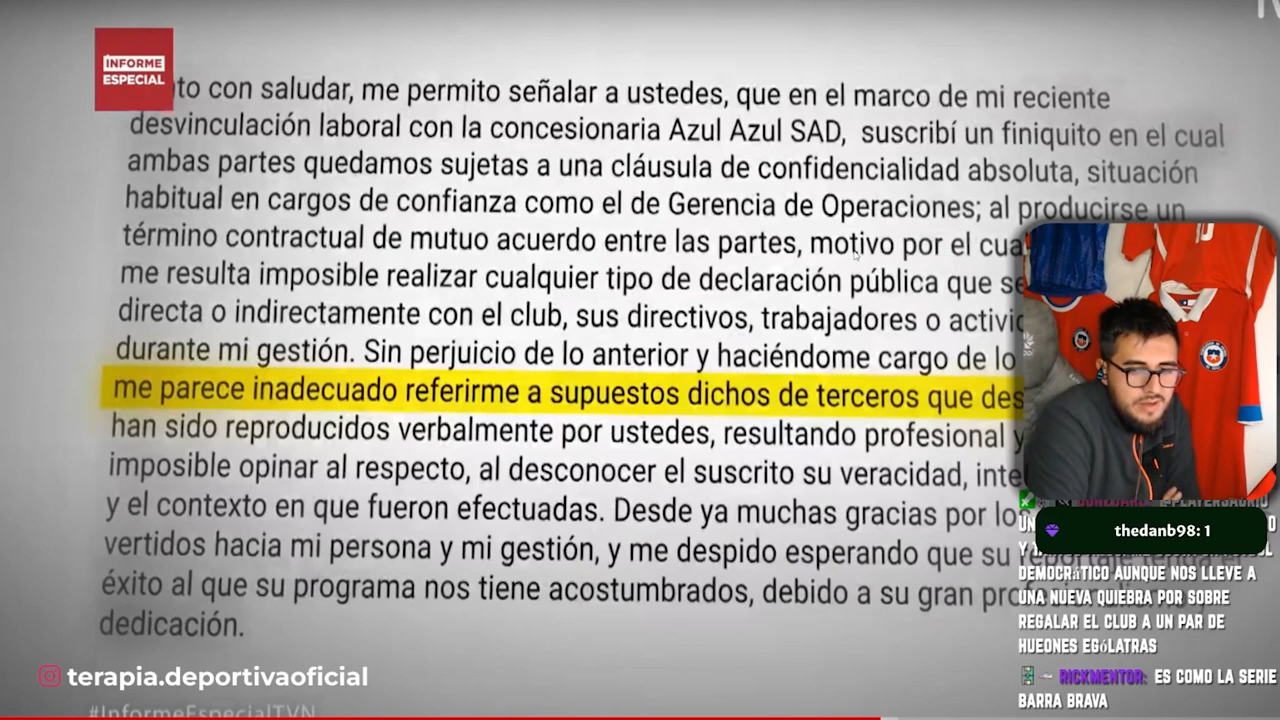 INFORME
ESPECIAL
to con saludar, me permito señalar a ustedes, que en el marco de mi reciente
desvinculación laboral con la concesionaria Azul Azul SAD, suscribí un finiquito en el cual
ambas partes quedamos sujetas a una cláusula de confidencialidad absoluta, situación
habitual en cargos de confianza como el de Gerencia de Operaciones; al producirse un
término contractual de mutuo acuerdo entre las partes, motivo por el cua
me resulta imposible realizar cualquier tipo de declaración pública que se
directa o indirectamente con el club, sus directivos, trabajadores o activi
durante mi gestión. Sin perjuicio de lo anterior y haciéndome cargo de lo
me parece inadecuado referirme a supuestos dichos de terceros que des
han sido reproducidos verbalmente por ustedes, resultando profesional y
imposible opinar al respecto, al desconocer el suscrito su veracidad, inte
y el contexto en que fueron efectuadas. Desde ya muchas gracias por lo
vertidos hacia mi persona y mi gestión, y me despido esperando que su
éxito al que su programa nos tiene acostumbrados, debido a su gran pro
dedicación.
thedanb98: 1
DEMOCRáTICO AUNQUE NOS LLEVE A
UNA NUEVA QUIEBRA POR SOBRE
REGALAR EL CLUB A UN PAR DE
HUEONES EGóLATRAS
RICKMENTOR: ES COMO LA SERIE
BARRA BRAVA
terapia.deportivaoficial
#InformeEspecialTVN